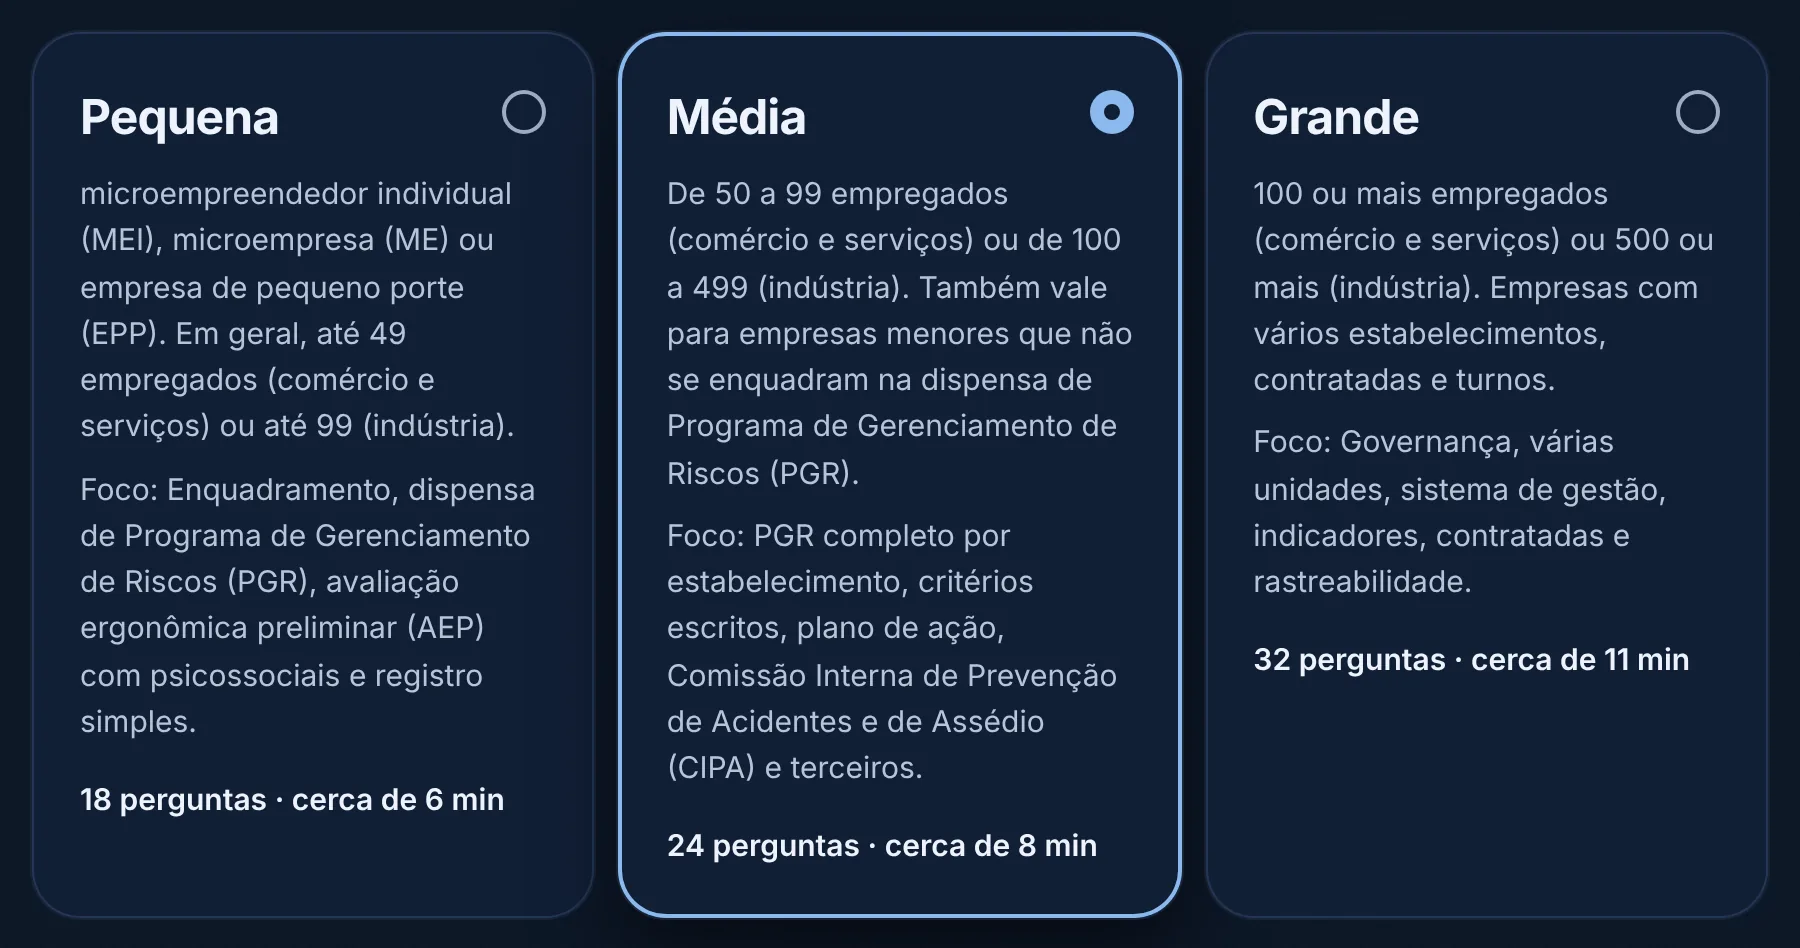 Pequena
microempreendedor individual
(MEI), microempresa (ME) ou
empresa de pequeno porte
(EPP). Em geral, até 49
empregados (comércio e
serviços) ou até 99 (indústria).
Foco: Enquadramento, dispensa
de Programa de Gerenciamento
de Riscos (PGR), avaliação
ergonômica preliminar (AEP)
com psicossociais e registro
simples.
18 perguntas · cerca de 6 min
Média
De 50 a 99 empregados
(comércio e serviços) ou de 100
a 499 (indústria). Também vale
para empresas menores que não
se enquadram na dispensa de
Programa de Gerenciamento de
Riscos (PGR).
Foco: PGR completo por
estabelecimento, critérios
escritos, plano de ação,
Comissão Interna de Prevenção
de Acidentes e de Assédio
(CIPA) e terceiros.
24 perguntas · cerca de 8 min
Grande
100 ou mais empregados
(comércio e serviços) ou 500 ou
mais (indústria). Empresas com
vários estabelecimentos,
contratadas e turnos.
Foco: Governança, várias
unidades, sistema de gestão,
indicadores, contratadas e
rastreabilidade.
32 perguntas · cerca de 11 min